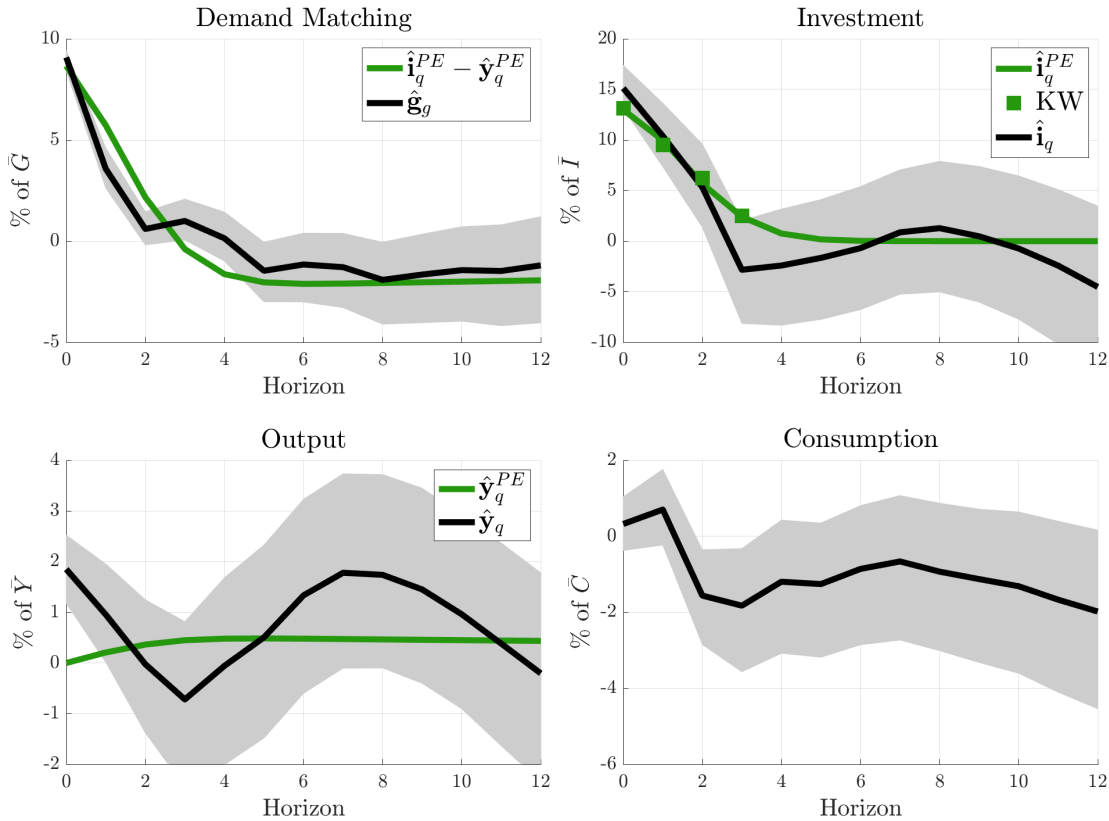 Demand Matching
10
5
0
-5
% of Ḡ
0 2 4 6 8 10 12
Horizon
î_q^{PE} − ŷ_q^{PE}
ĝ_g
Investment
20
15
10
5
0
-5
-10
% of Ī
0 2 4 6 8 10 12
Horizon
î_q^{PE}
KW
î_q
Output
4
3
2
1
0
-1
-2
% of Ȳ
0 2 4 6 8 10 12
Horizon
ŷ_q^{PE}
ŷ_q
Consumption
2
0
-2
-4
-6
% of C̄
0 2 4 6 8 10 12
Horizon